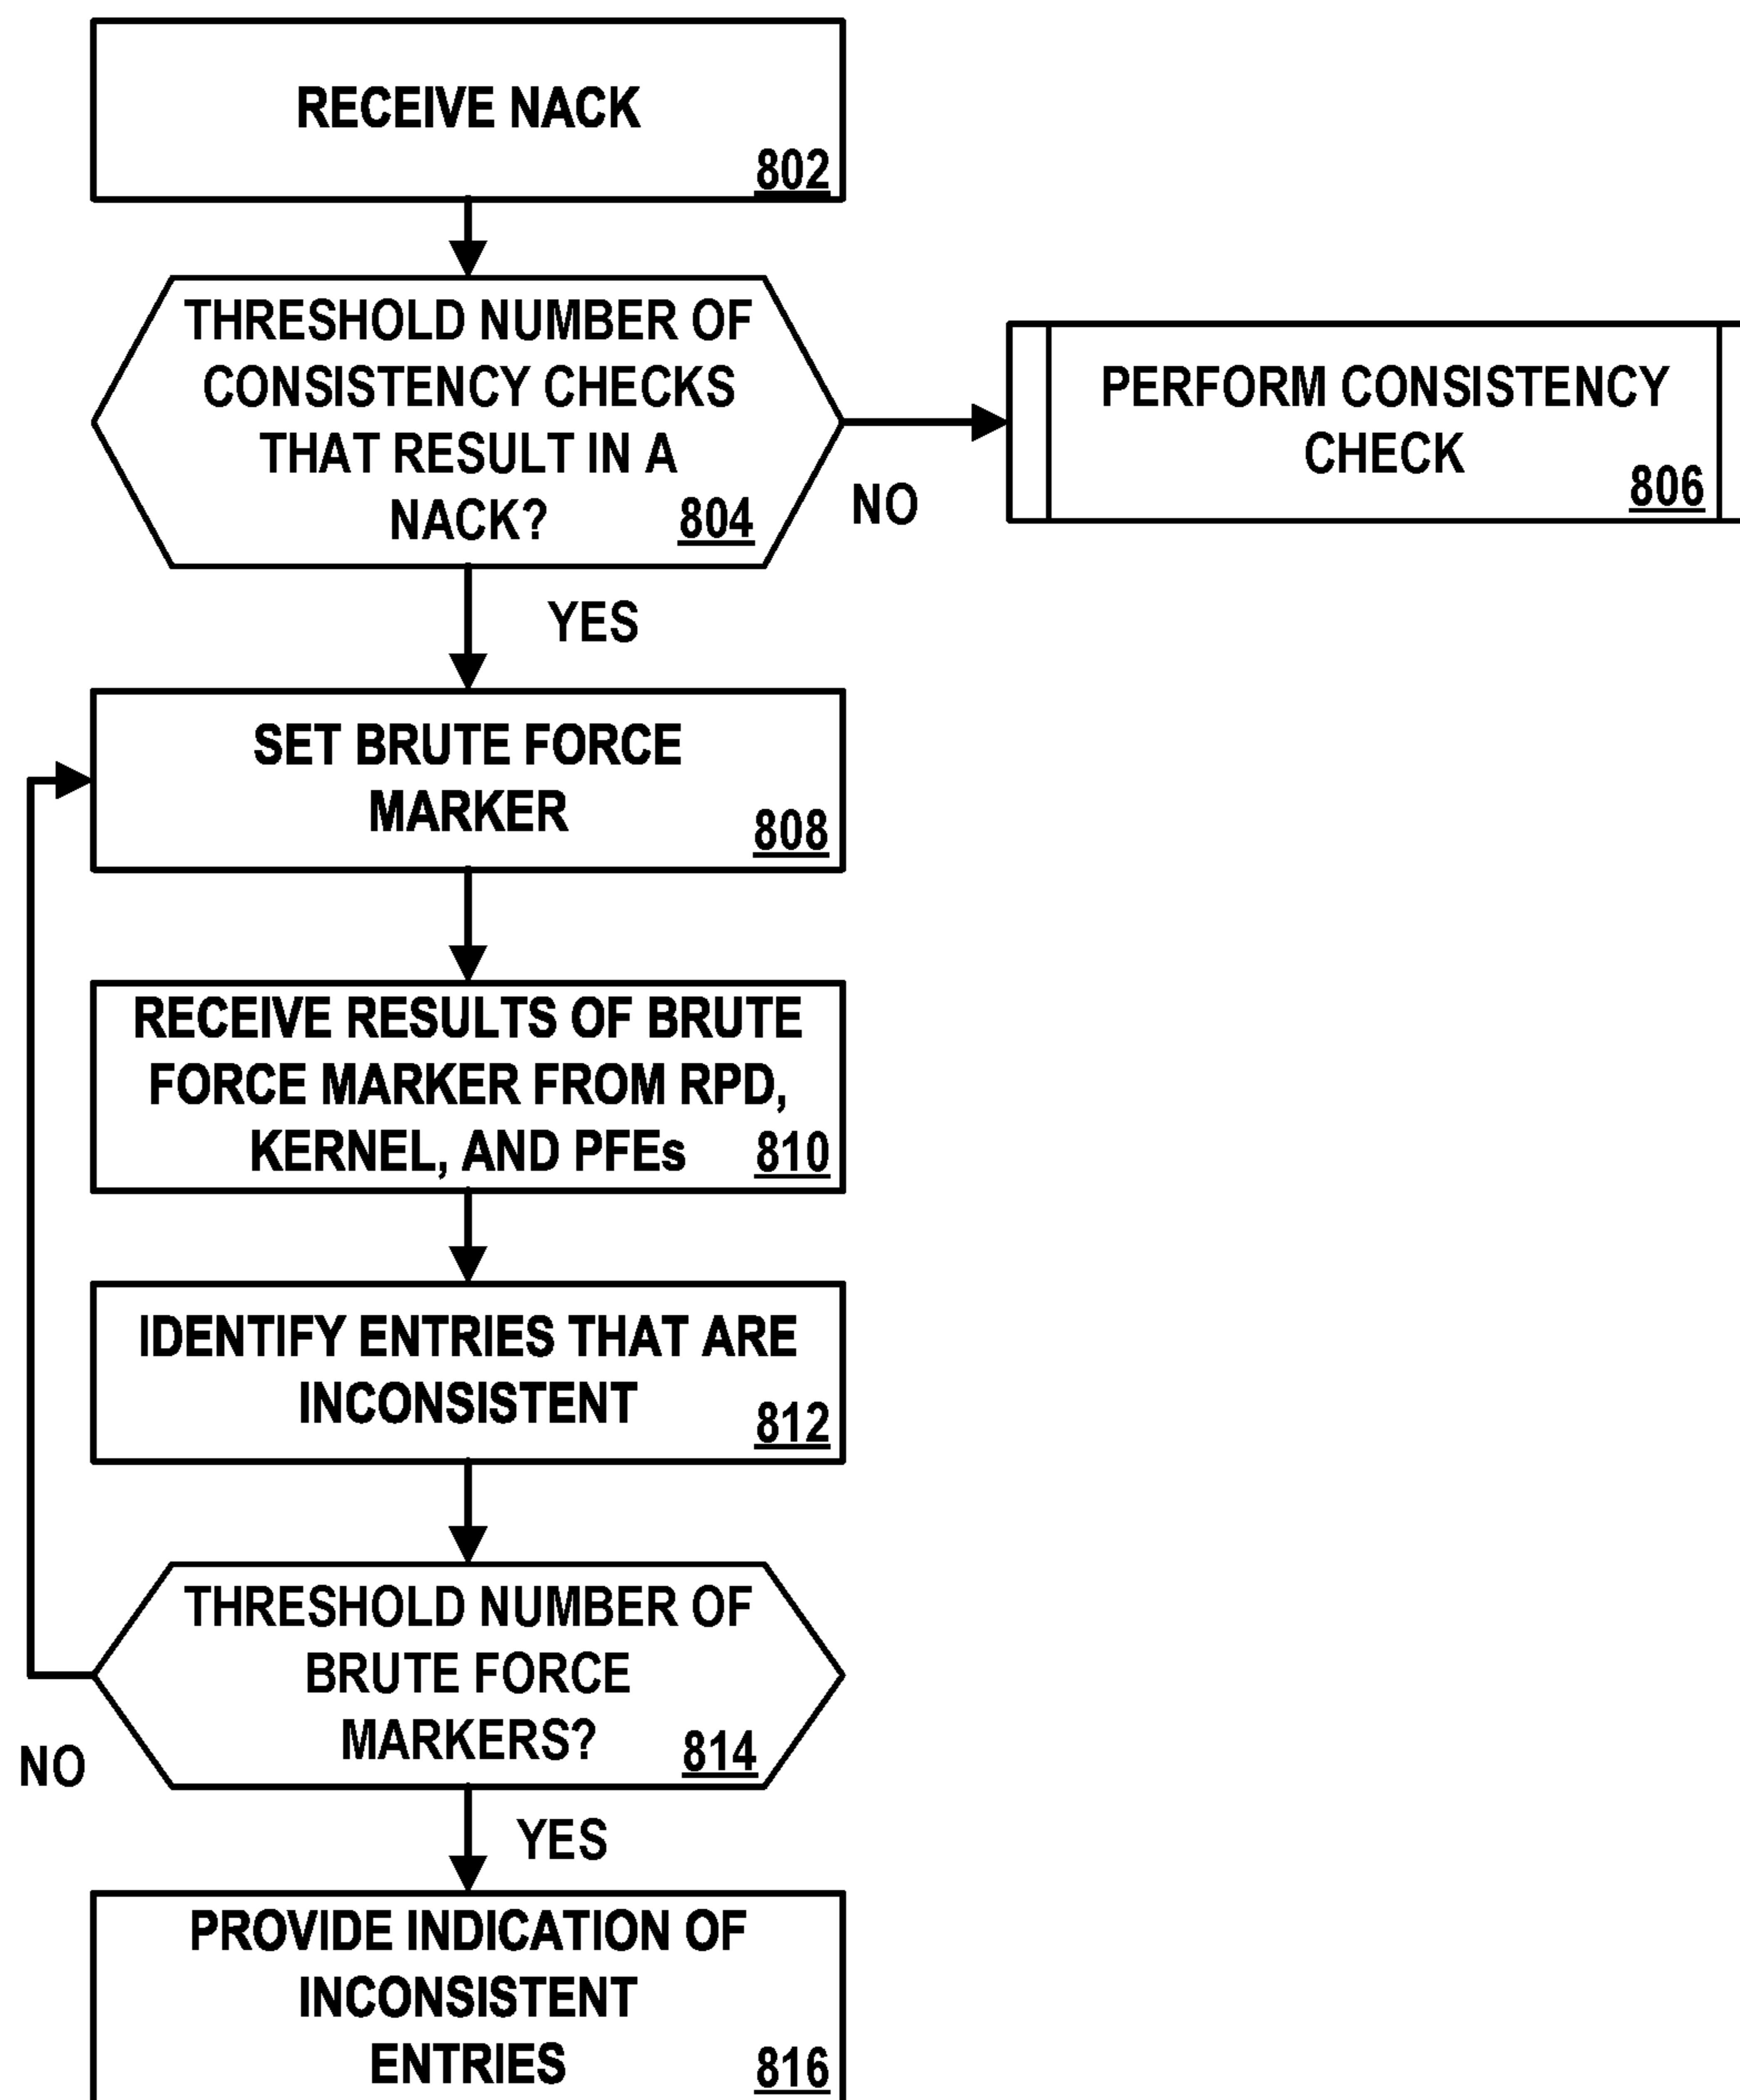 RECEIVE NACK
802
THRESHOLD NUMBER OF
CONSISTENCY CHECKS
THAT RESULT IN A
NACK?
804
NO
PERFORM CONSISTENCY
CHECK
806
YES
SET BRUTE FORCE
MARKER
808
RECEIVE RESULTS OF BRUTE
FORCE MARKER FROM RPD,
KERNEL, AND PFEs
810
IDENTIFY ENTRIES THAT ARE
INCONSISTENT
812
THRESHOLD NUMBER OF
BRUTE FORCE
MARKERS?
814
NO
YES
PROVIDE INDICATION OF
INCONSISTENT
ENTRIES
816